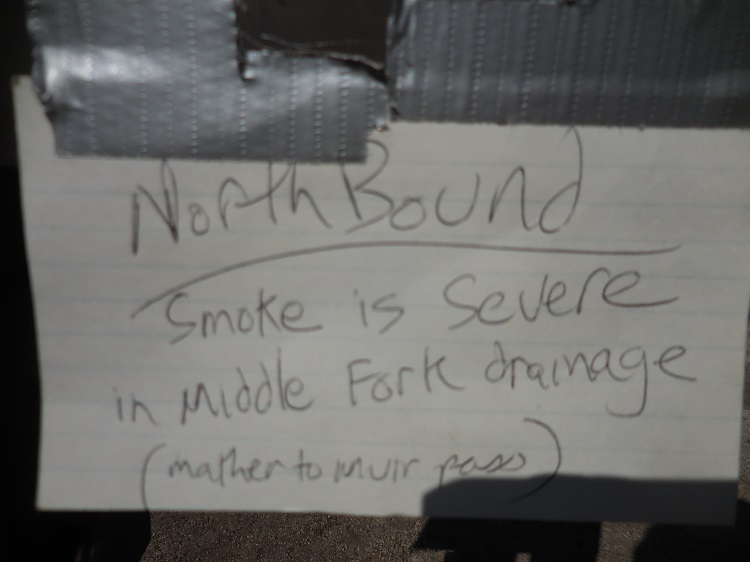 NorthBound
Smoke is severe
in Middle Fork drainage
(mather to muir pass)